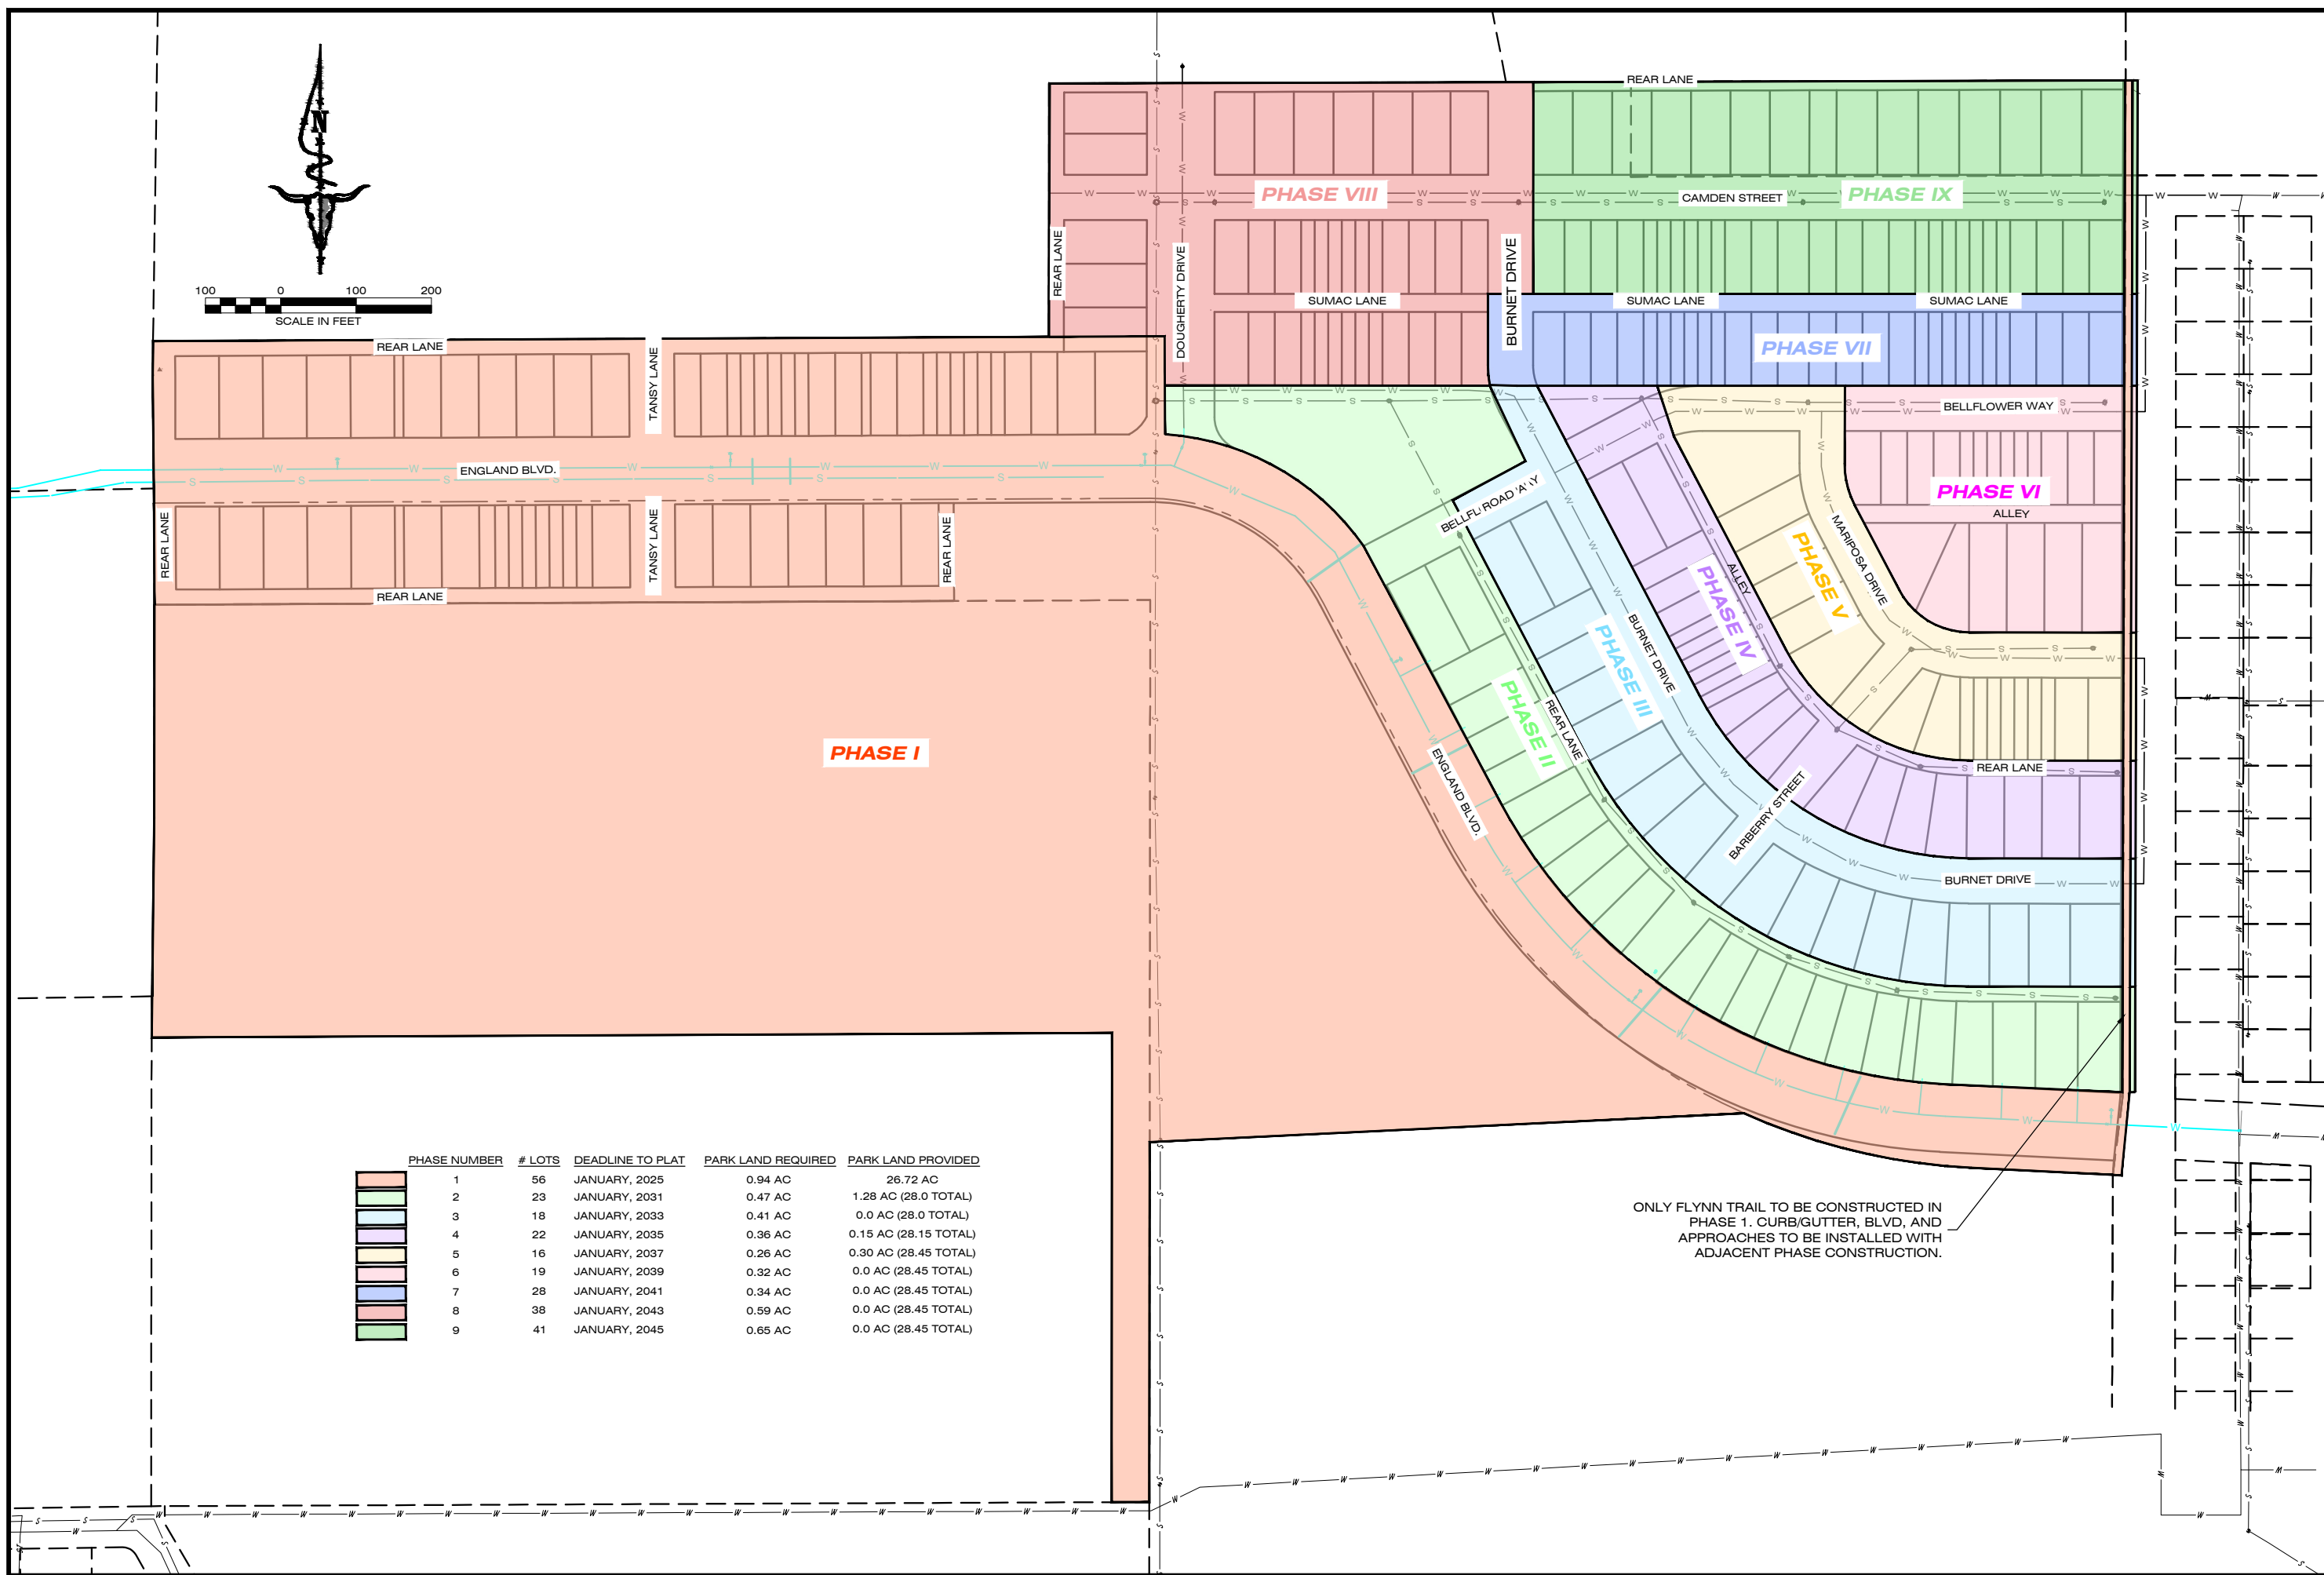 REAR LANE
N
PHASE VIII
CAMDEN STREET
PHASE IX
REAR LANE
DOUGHERTY DRIVE
BURNET DRIVE
100 0 100 200
SCALE IN FEET
SUMAC LANE
SUMAC LANE
SUMAC LANE
REAR LANE
TANSY LANE
PHASE VII
BELLFLOWER WAY
ENGLAND BLVD.
PHASE VI
ALLEY
BELLFL
ROAD 'A'
REAR LANE
TANSY LANE
REAR LANE
REAR LANE
MARIPOSA DRIVE
PHASE V
ALLEY
PHASE IV
BURNET DRIVE
PHASE III
PHASE II
REAR LANE
PHASE I
ENGLAND BLVD.
REAR LANE
BARBERRY STREET
BURNET DRIVE
PHASE NUMBER # LOTS DEADLINE TO PLAT PARK LAND REQUIRED PARK LAND PROVIDED
1 56 JANUARY, 2025 0.94 AC 26.72 AC
2 23 JANUARY, 2031 0.47 AC 1.28 AC (28.0 TOTAL)
3 18 JANUARY, 2033 0.41 AC 0.0 AC (28.0 TOTAL)
4 22 JANUARY, 2035 0.36 AC 0.15 AC (28.15 TOTAL)
5 16 JANUARY, 2037 0.26 AC 0.30 AC (28.45 TOTAL)
6 19 JANUARY, 2039 0.32 AC 0.0 AC (28.45 TOTAL)
7 28 JANUARY, 2041 0.34 AC 0.0 AC (28.45 TOTAL)
8 38 JANUARY, 2043 0.59 AC 0.0 AC (28.45 TOTAL)
9 41 JANUARY, 2045 0.65 AC 0.0 AC (28.45 TOTAL)
ONLY FLYNN TRAIL TO BE CONSTRUCTED IN
PHASE 1. CURB/GUTTER, BLVD, AND
APPROACHES TO BE INSTALLED WITH
ADJACENT PHASE CONSTRUCTION.